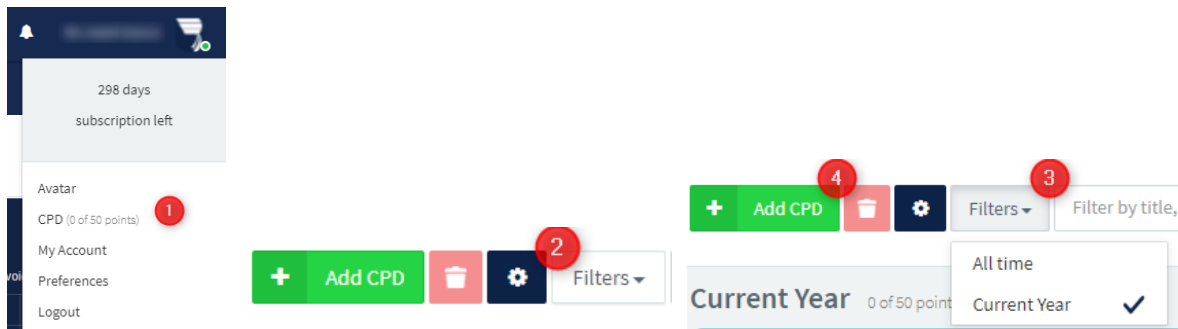 298 days
subscription left
Avatar
CPD (0 of 50 points)
1
My Account
Preferences
Logout
2
+ Add CPD
Filters
4
3
+ Add CPD
Filters
Filter by title,
All time
Current Year
Current Year 0 of 50 point